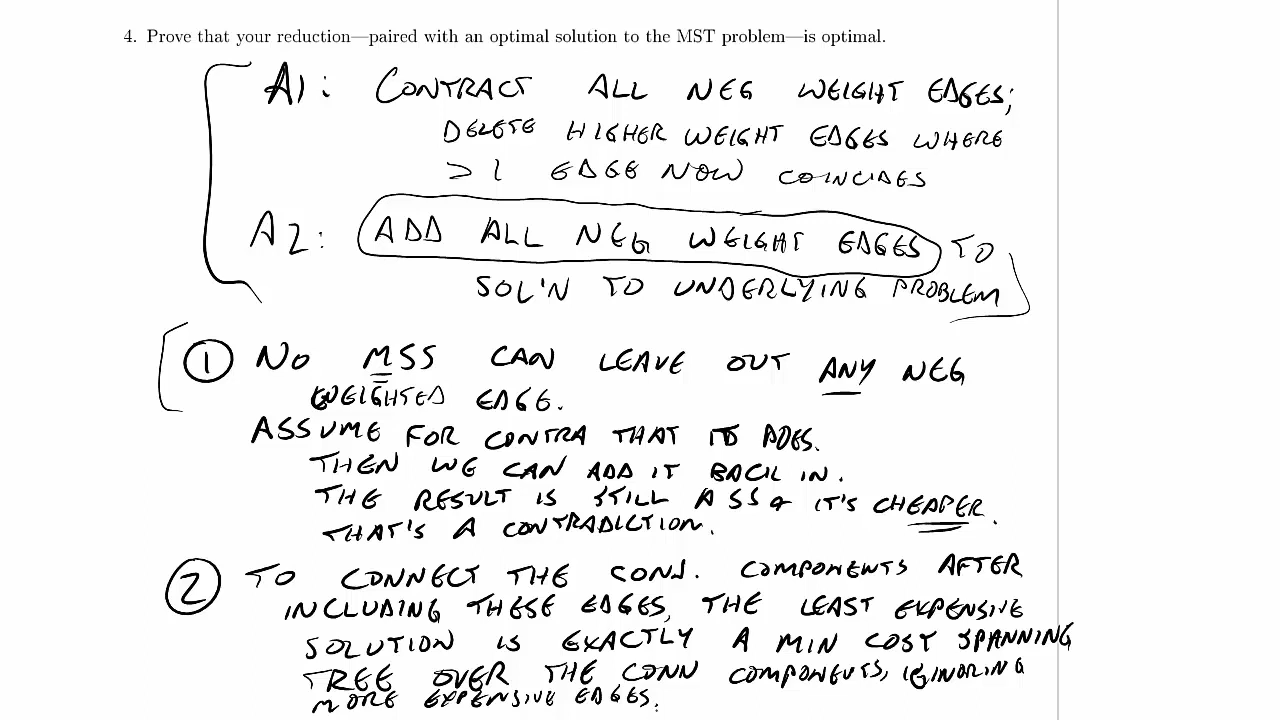 4. Prove that your reduction—paired with an optimal solution to the MST problem—is optimal.
A1: CONTRACT ALL NEG WEIGHT EDGES;
DELETE HIGHER WEIGHT EDGES WHERE
>1 EDGE NOW COINCIDES
A2: ADD ALL NEG WEIGHT EDGES TO
SOL'N TO UNDERLYING PROBLEM
① NO MSS CAN LEAVE OUT ANY NEG
WEIGHTED EDGE.
ASSUME FOR CONTRA THAT IT DOES.
THEN WE CAN ADD IT BACK IN.
THE RESULT IS STILL A SS & IT'S CHEAPER.
THAT'S A CONTRADICTION.
② TO CONNECT THE CONN. COMPONENTS AFTER
INCLUDING THESE EDGES, THE LEAST EXPENSIVE
SOLUTION IS EXACTLY A MIN COST SPANNING
TREE OVER THE CONN COMPONENTS, IGNORING
MORE EXPENSIVE EDGES.